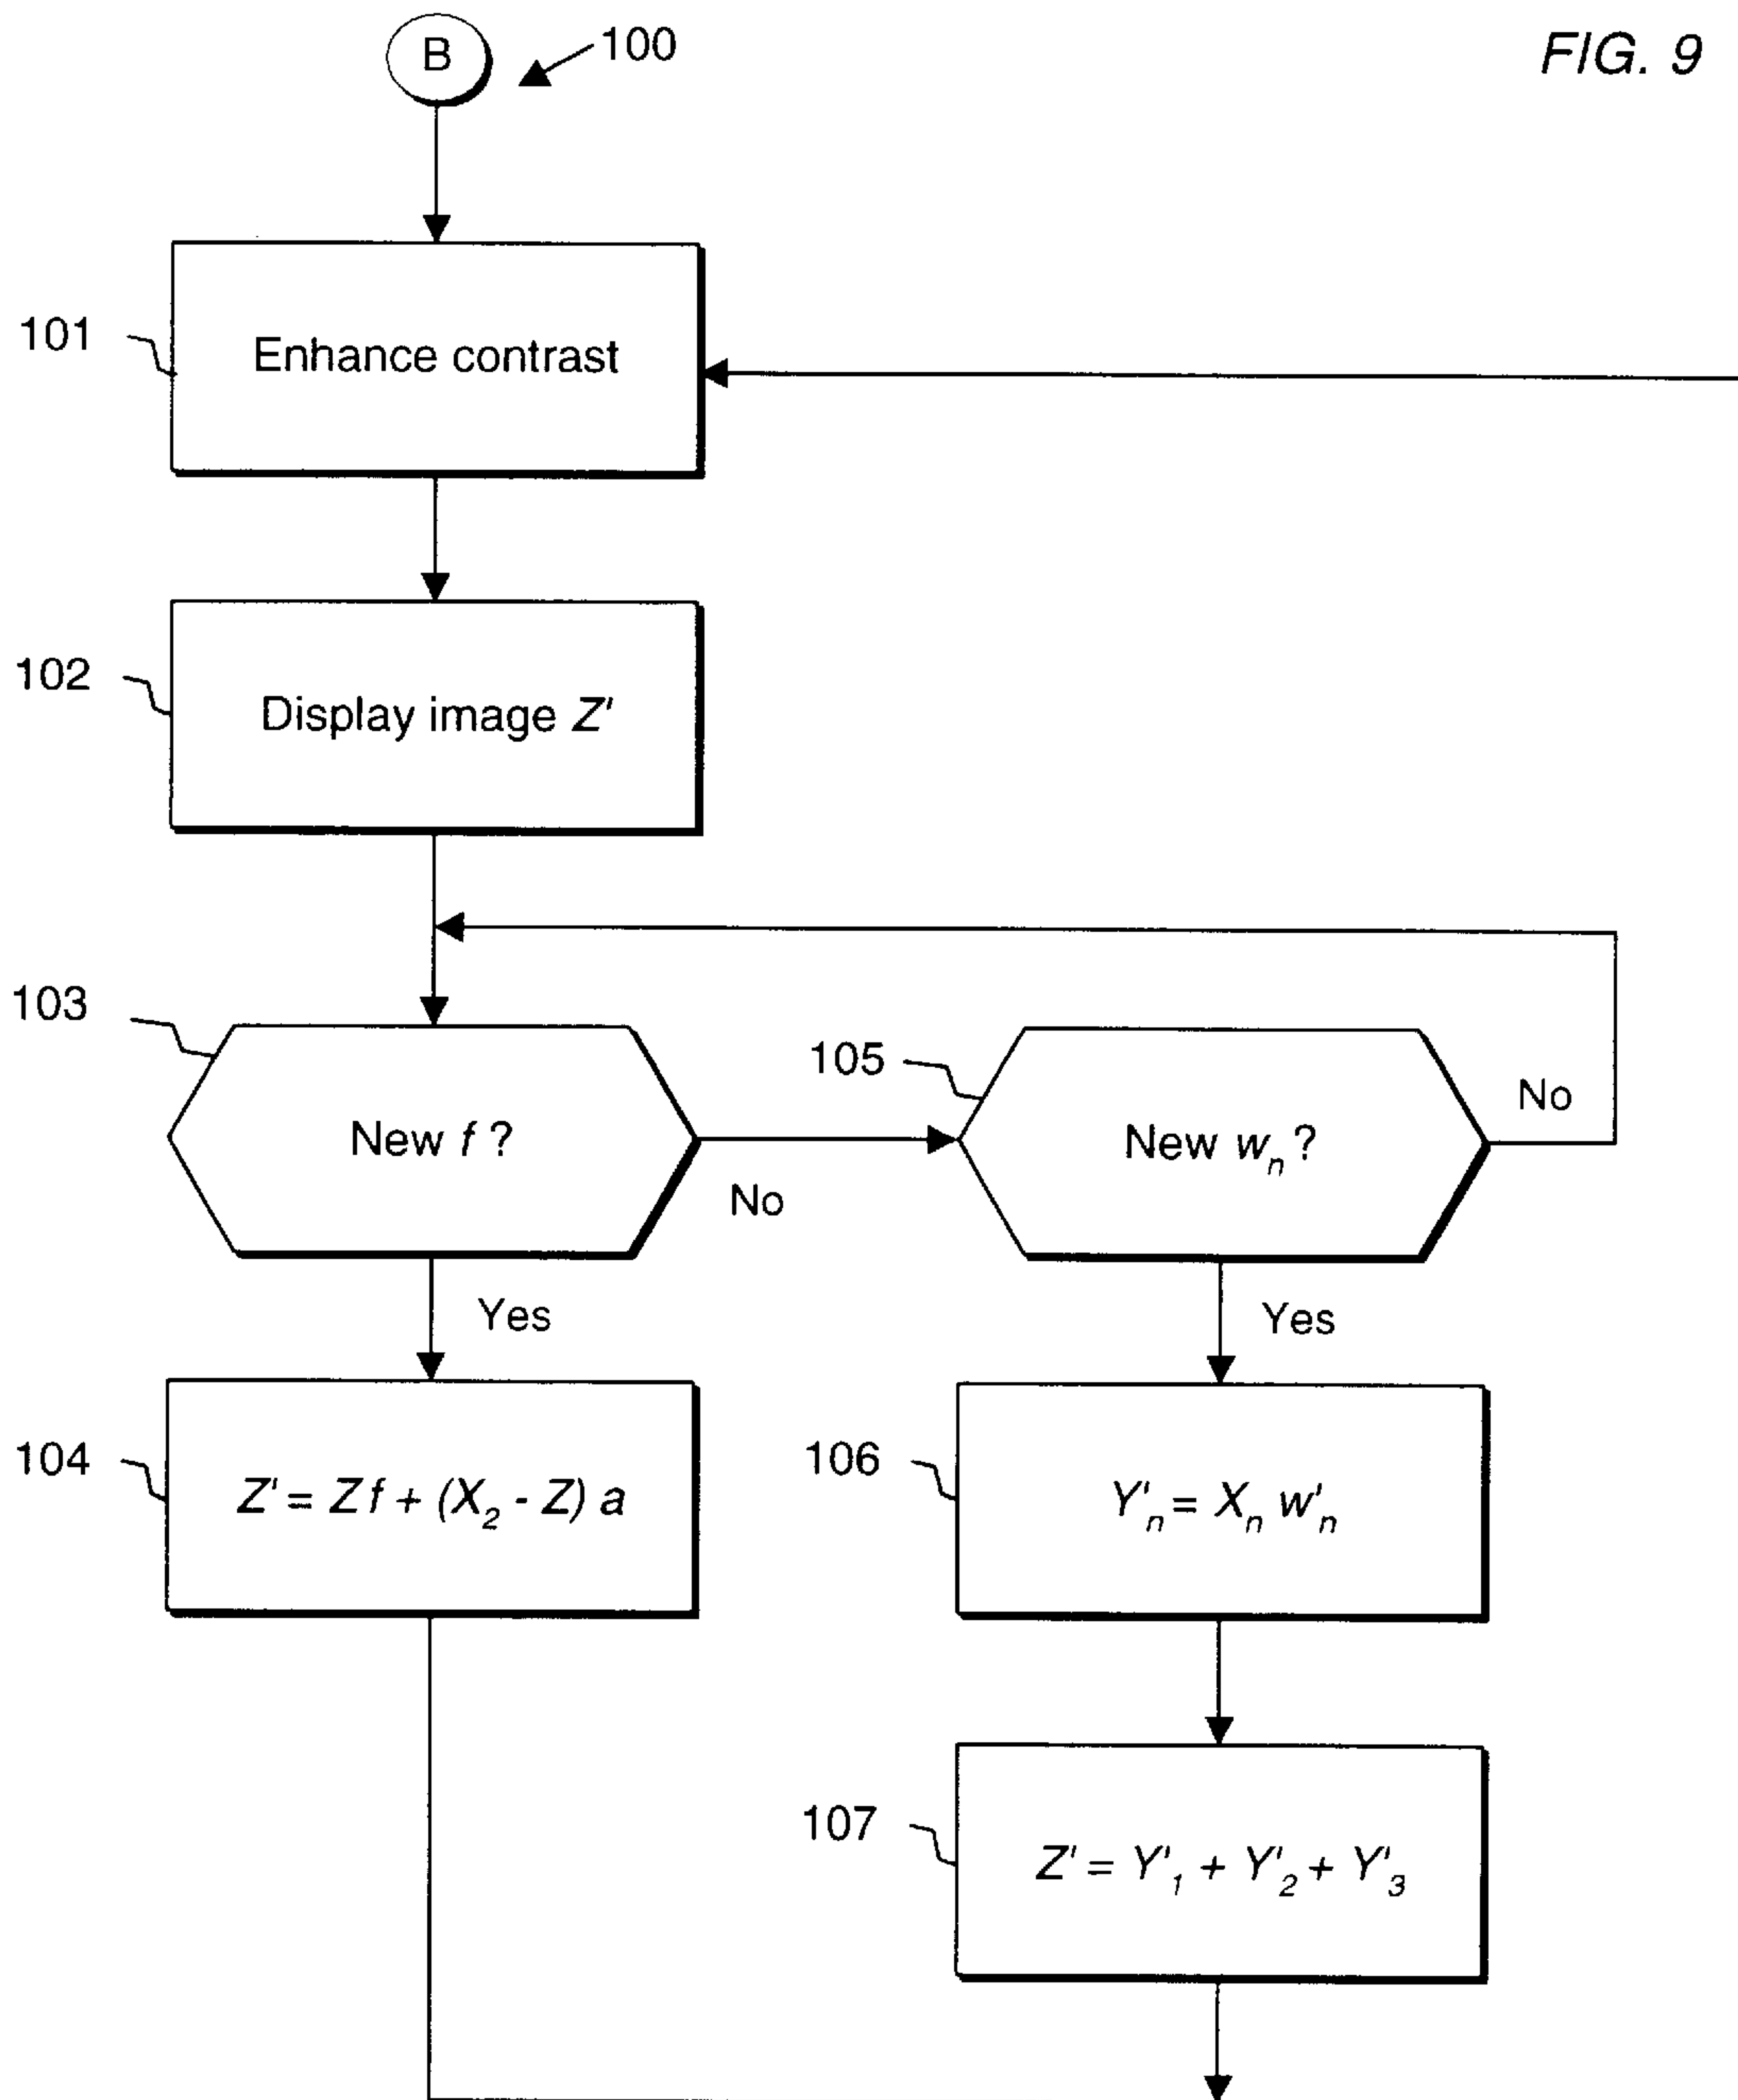 B
100
FIG. 9
101
Enhance contrast
102
Display image Z'
103
New f ?
No
105
New wₙ ?
No
Yes
Yes
104
Z' = Z f + (X₂ - Z) a
106
Y'ₙ = Xₙ w'ₙ
107
Z' = Y'₁ + Y'₂ + Y'₃